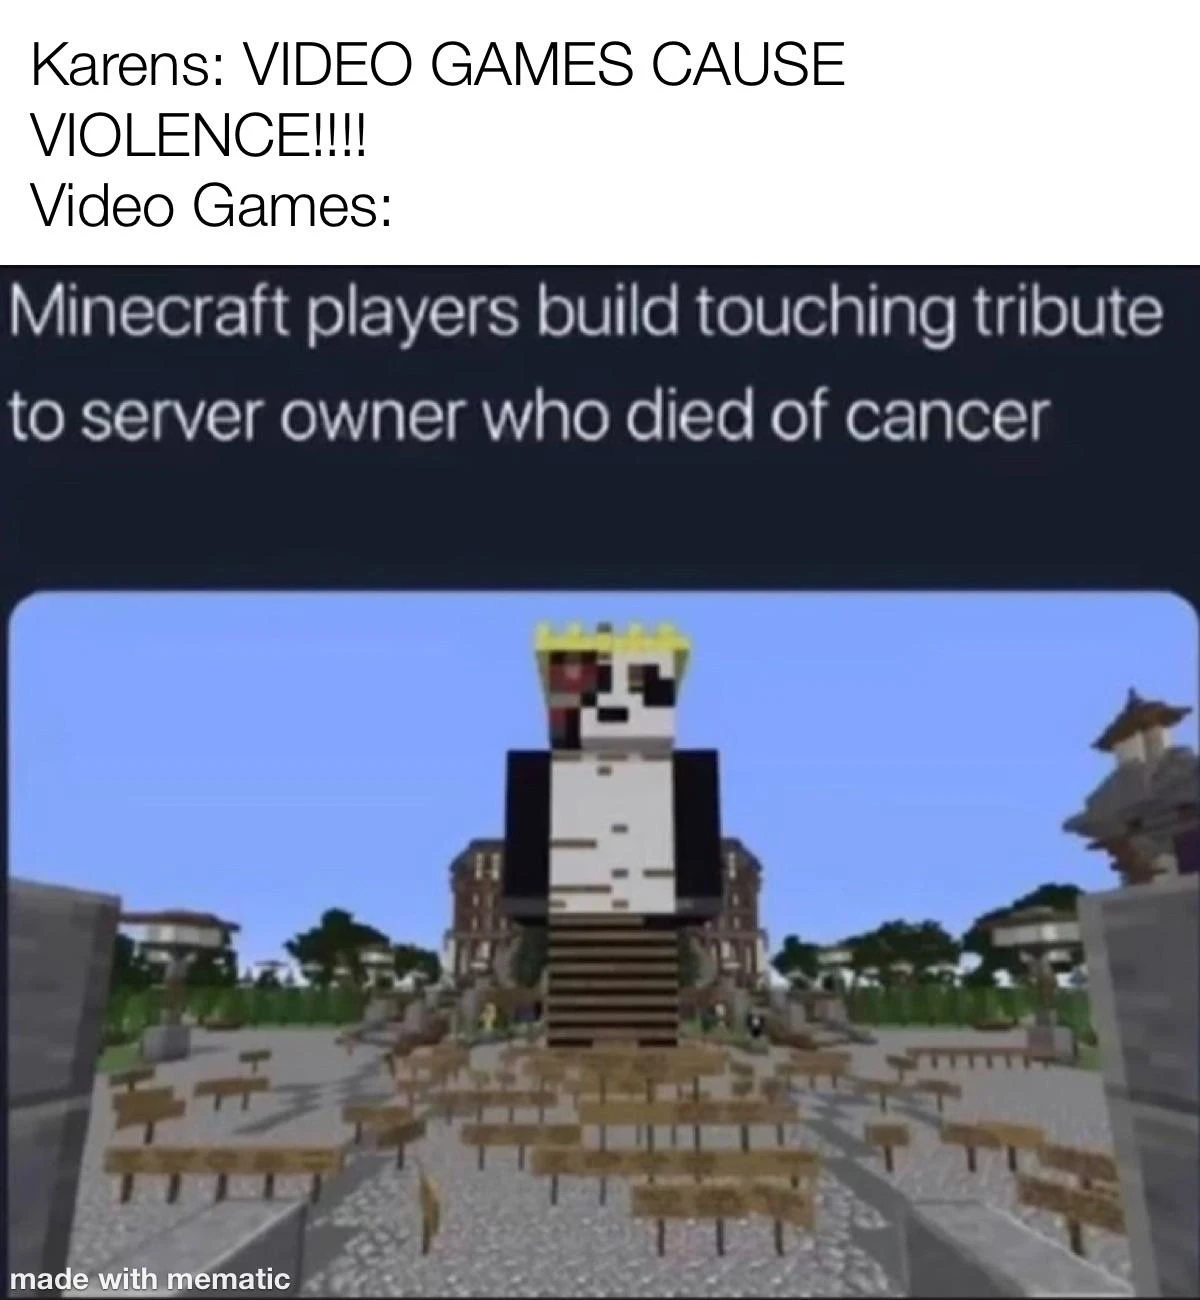 Karens: VIDEO GAMES CAUSE
VIOLENCE!!!!
Video Games:
Minecraft players build touching tribute
to server owner who died of cancer
made with mematic